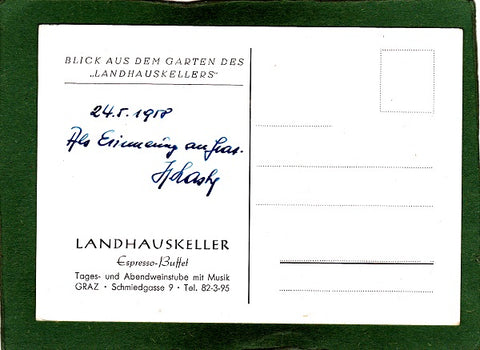 BLICK AUS DEM GARTEN DES
„LANDHAUSKELLERS“
24.5.1958
Als Erinnerung an Graz.
LANDHAUSKELLER
Espresso-Buffet
Tages- und Abendweinstube mit Musik
GRAZ • Schmiedgasse 9 • Tel. 82-3-95